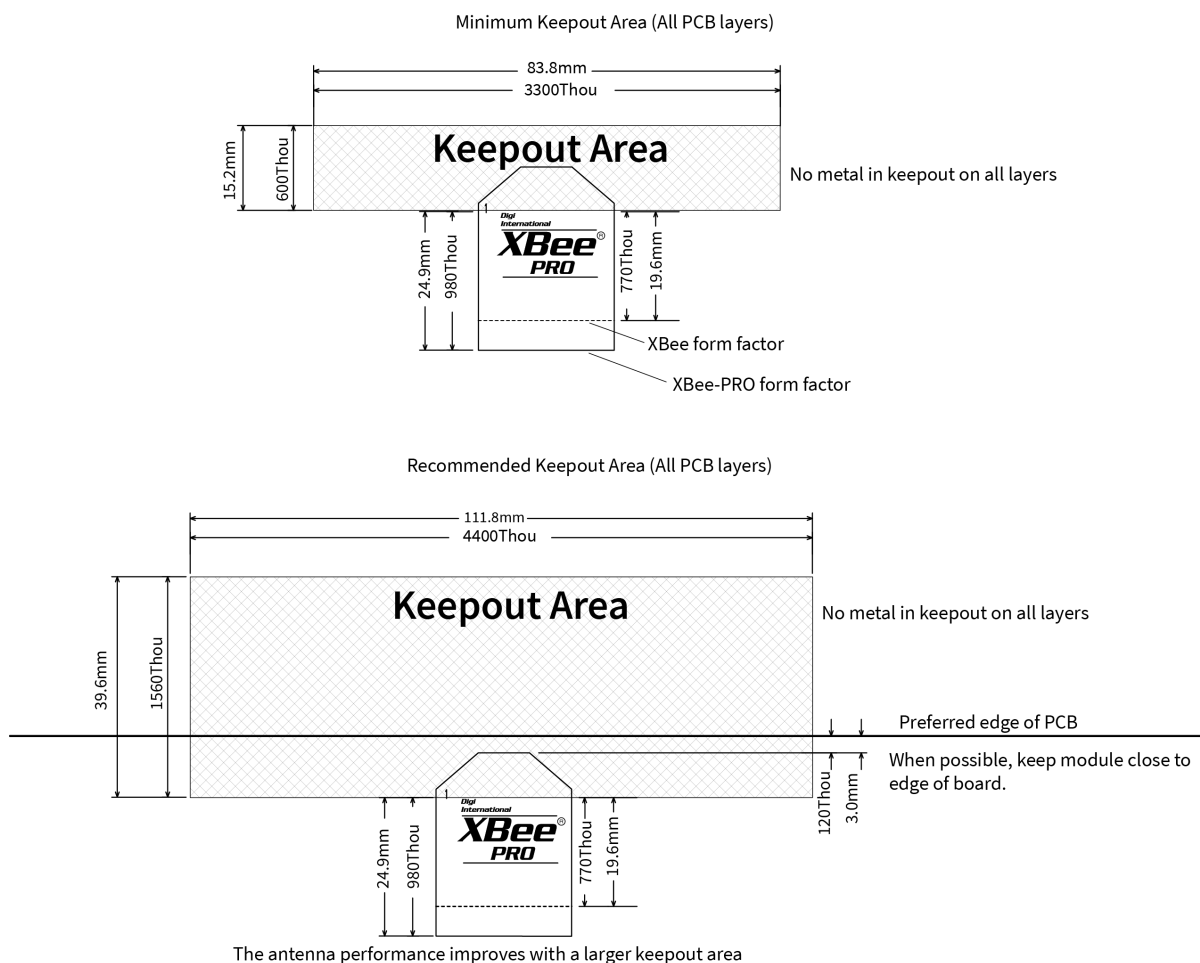 Minimum Keepout Area (All PCB layers)
83.8mm
3300Thou
Keepout Area
15.2mm
600Thou
No metal in keepout on all layers
1
Digi
International
XBee®
PRO
24.9mm
980Thou
770Thou
19.6mm
XBee form factor
XBee-PRO form factor
Recommended Keepout Area (All PCB layers)
111.8mm
4400Thou
Keepout Area
No metal in keepout on all layers
39.6mm
1560Thou
Preferred edge of PCB
When possible, keep module close to
edge of board.
120Thou
3.0mm
1
Digi
International
XBee®
PRO
24.9mm
980Thou
770Thou
19.6mm
The antenna performance improves with a larger keepout area